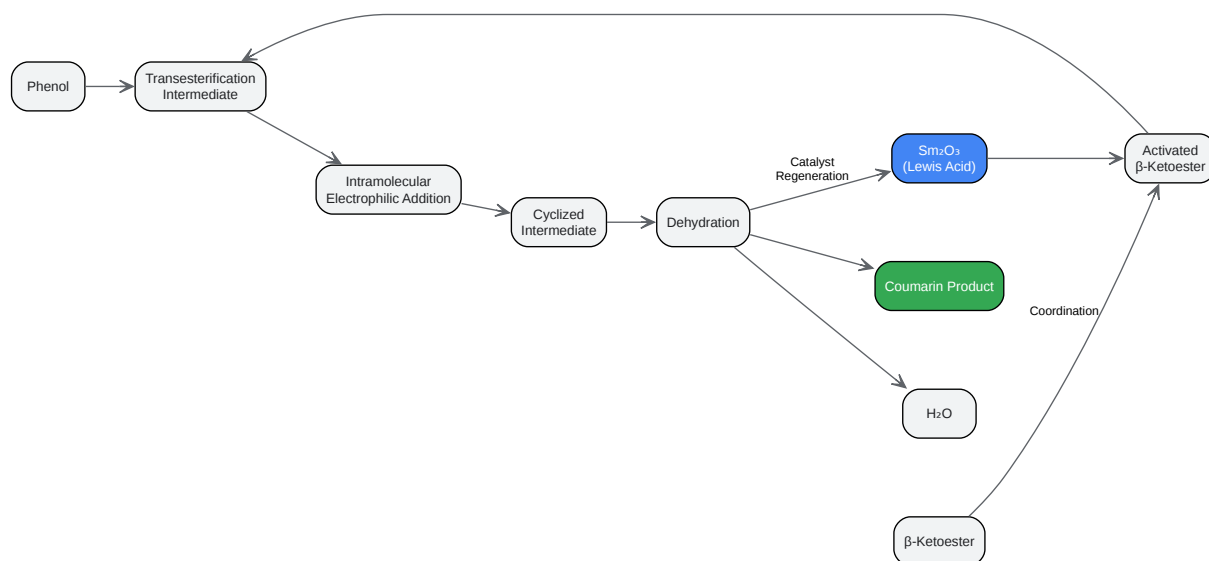 Phenol
Transesterification
Intermediate
Intramolecular
Electrophilic Addition
Cyclized
Intermediate
Dehydration
Catalyst
Regeneration
Sm₂O₃
(Lewis Acid)
Activated
β-Ketoester
Coumarin Product
Coordination
H₂O
β-Ketoester